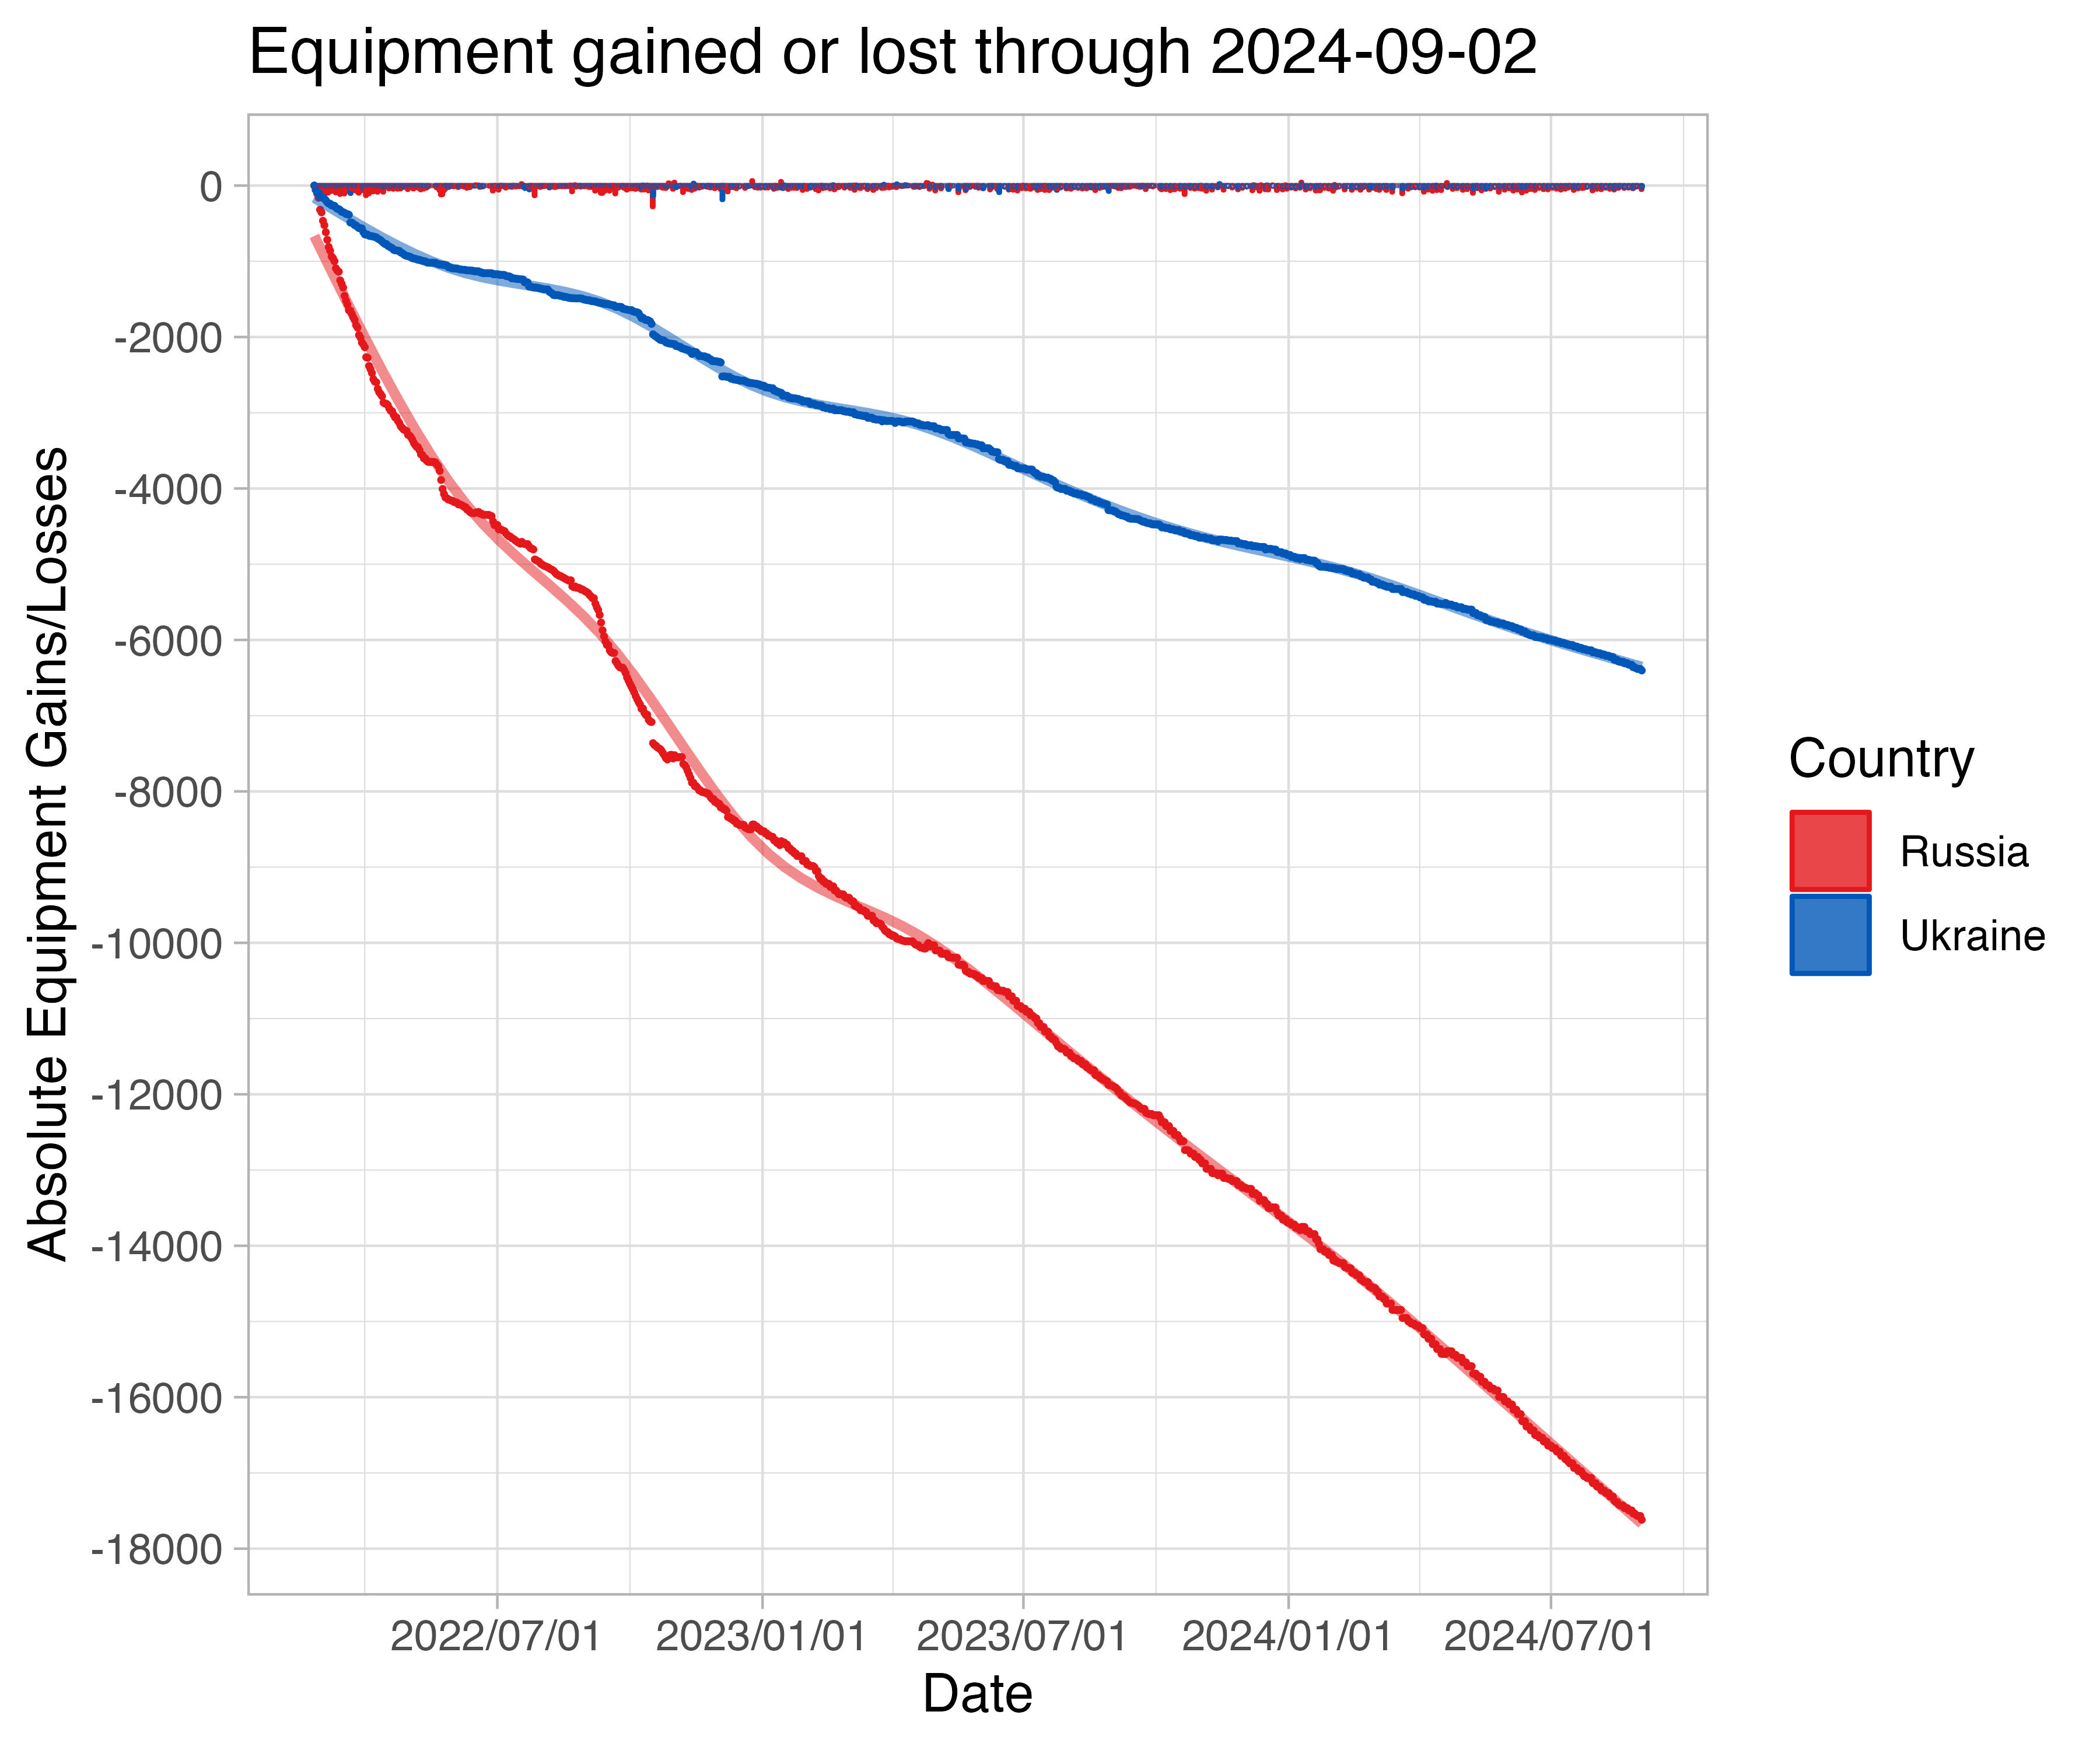 Equipment gained or lost through 2024-09-02
Absolute Equipment Gains/Losses
0
-2000
-4000
-6000
-8000
-10000
-12000
-14000
-16000
-18000
2022/07/01 2023/01/01 2023/07/01 2024/01/01 2024/07/01
Date
Country
Russia
Ukraine